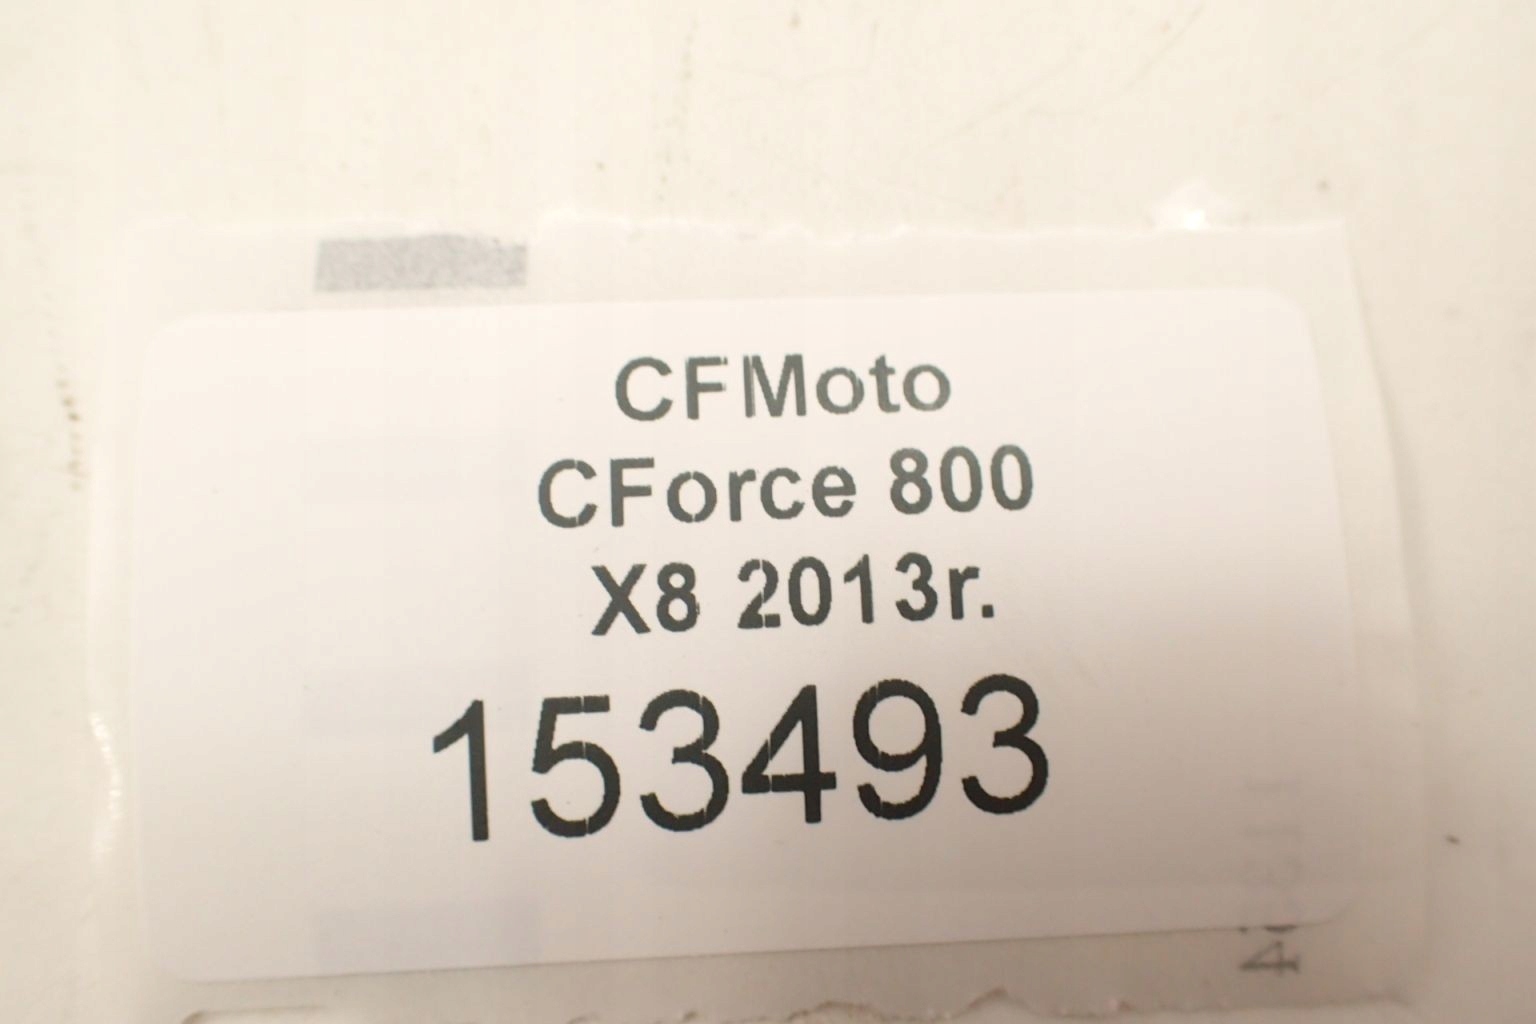 CFMoto
CForce 800
X8 2013r.
153493